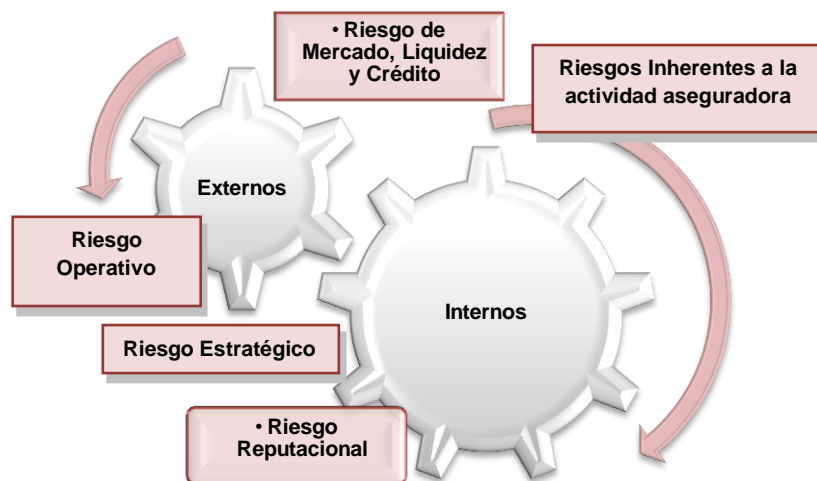 • Riesgo de
Mercado, Liquidez
y Crédito
Riesgos Inherentes a la
actividad aseguradora
Externos
Riesgo
Operativo
Internos
Riesgo Estratégico
• Riesgo
Reputacional